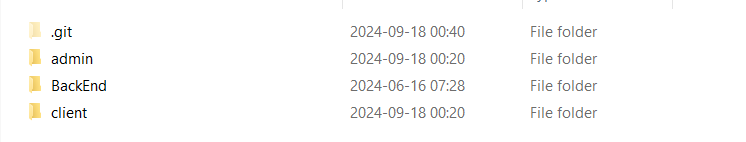 .git 2024-09-18 00:40 File folder
admin 2024-09-18 00:20 File folder
BackEnd 2024-06-16 07:28 File folder
client 2024-09-18 00:20 File folder